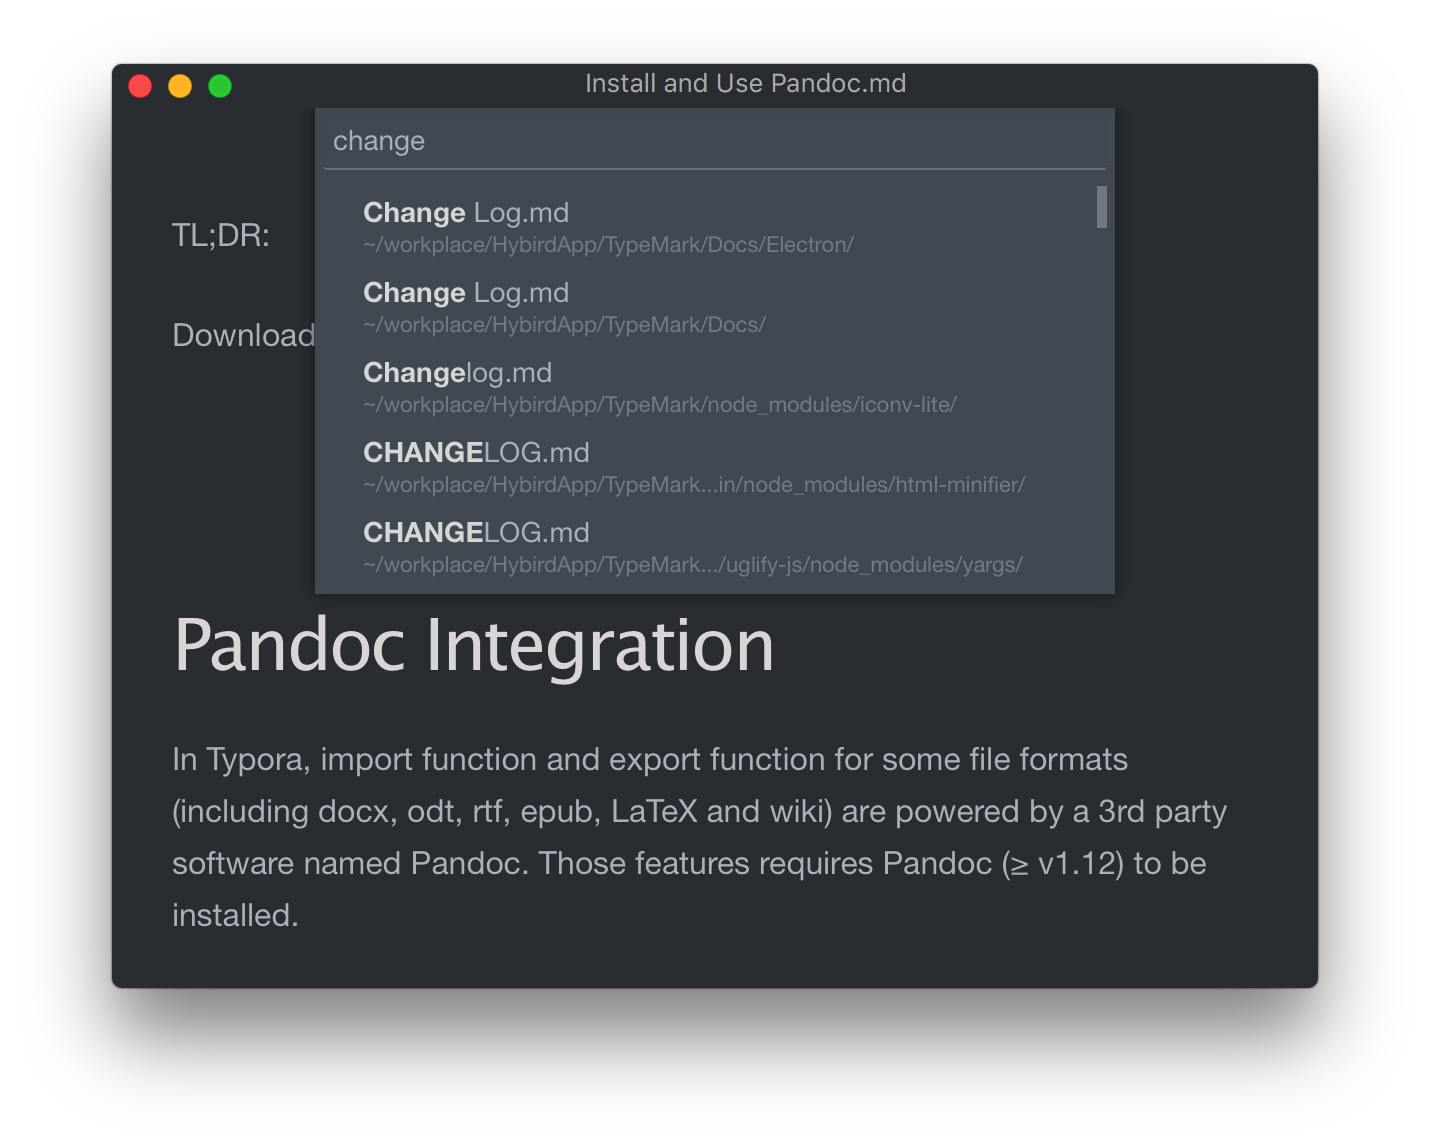 Install and Use Pandoc.md
change
Change Log.md
~/workplace/HybirdApp/TypeMark/Docs/Electron/
Change Log.md
~/workplace/HybirdApp/TypeMark/Docs/
Changelog.md
~/workplace/HybirdApp/TypeMark/node_modules/iconv-lite/
CHANGELOG.md
~/workplace/HybirdApp/TypeMark...in/node_modules/html-minifier/
CHANGELOG.md
~/workplace/HybirdApp/TypeMark.../uglify-js/node_modules/yargs/
TL;DR:
Download
Pandoc Integration
In Typora, import function and export function for some file formats
(including docx, odt, rtf, epub, LaTeX and wiki) are powered by a 3rd party
software named Pandoc. Those features requires Pandoc (≥ v1.12) to be
installed.